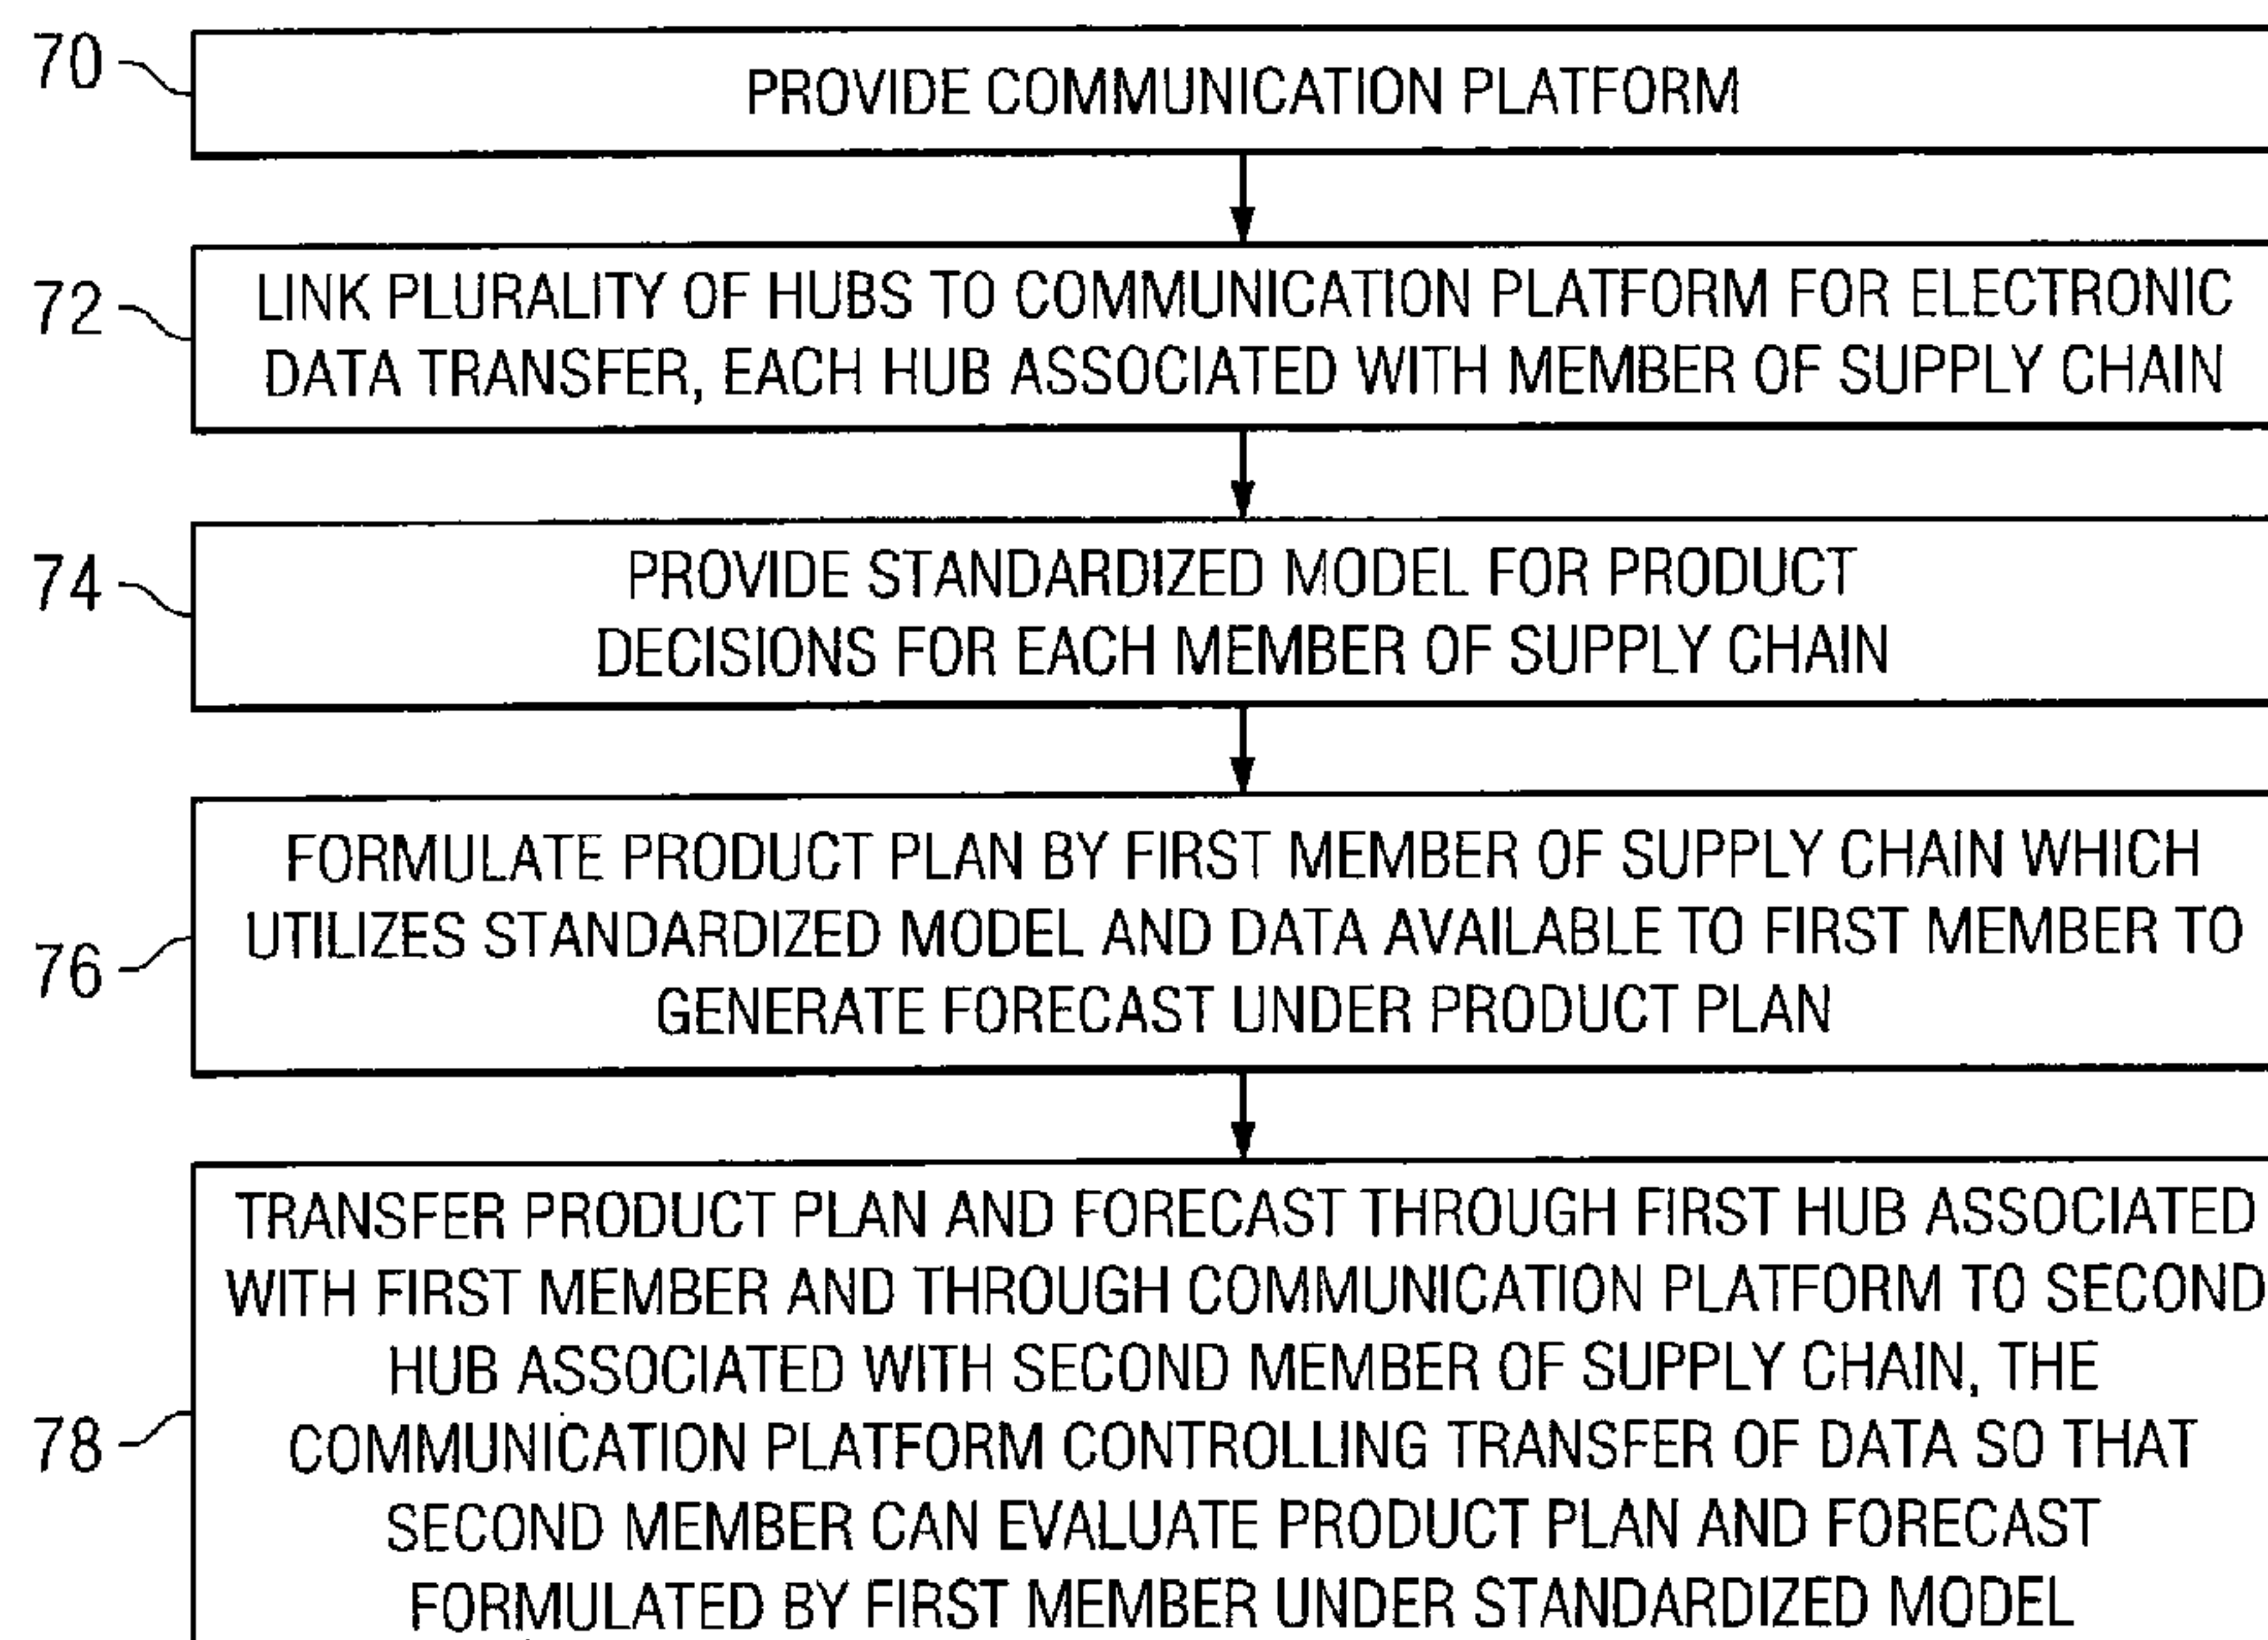 70
PROVIDE COMMUNICATION PLATFORM
72
LINK PLURALITY OF HUBS TO COMMUNICATION PLATFORM FOR ELECTRONIC
DATA TRANSFER, EACH HUB ASSOCIATED WITH MEMBER OF SUPPLY CHAIN
74
PROVIDE STANDARDIZED MODEL FOR PRODUCT
DECISIONS FOR EACH MEMBER OF SUPPLY CHAIN
76
FORMULATE PRODUCT PLAN BY FIRST MEMBER OF SUPPLY CHAIN WHICH
UTILIZES STANDARDIZED MODEL AND DATA AVAILABLE TO FIRST MEMBER TO
GENERATE FORECAST UNDER PRODUCT PLAN
78
TRANSFER PRODUCT PLAN AND FORECAST THROUGH FIRST HUB ASSOCIATED
WITH FIRST MEMBER AND THROUGH COMMUNICATION PLATFORM TO SECOND
HUB ASSOCIATED WITH SECOND MEMBER OF SUPPLY CHAIN, THE
COMMUNICATION PLATFORM CONTROLLING TRANSFER OF DATA SO THAT
SECOND MEMBER CAN EVALUATE PRODUCT PLAN AND FORECAST
FORMULATED BY FIRST MEMBER UNDER STANDARDIZED MODEL